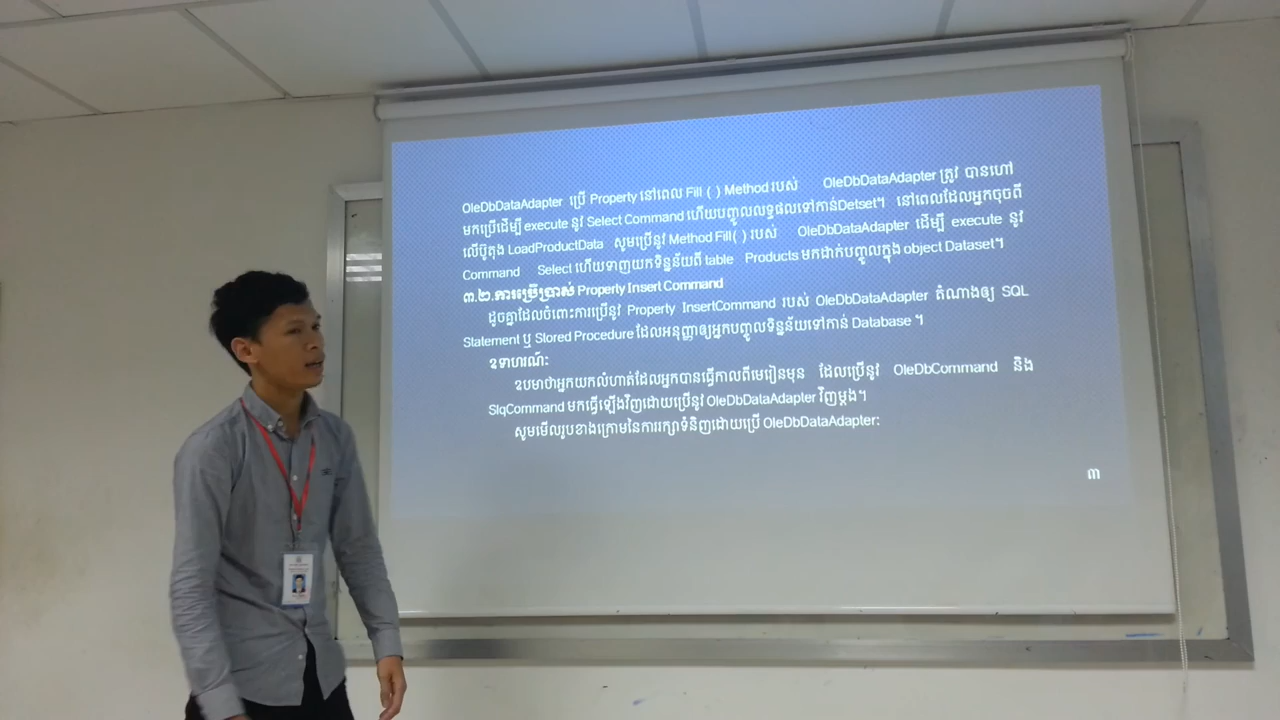 OleDbDataAdapter ប្រើ Property នៅពេល Fill ( ) Method របស់ OleDbDataAdapter ត្រូវ បានហៅ
មកប្រើដើម្បី execute នូវ Select Command ហើយបញ្ចូលលទ្ធផលទៅកាន់Detset។ នៅពេលដែលអ្នកចុចពី
លើប៊ូតុង LoadProductData សូមប្រើនូវ Method Fill( ) របស់ OleDbDataAdapter ដើម្បី execute នូវ
Command Select ហើយទាញយកទិន្នន័យពី table Products មកដាក់បញ្ចូលក្នុង object Dataset។
៣.២.ការប្រើប្រាស់ Property Insert Command
ដូចគ្នាដែលចំពោះការប្រើនូវ Property InsertCommand របស់ OleDbDataAdapter តំណាងឲ្យ SQL
Statement ឬ Stored Procedure ដែលអនុញ្ញាឲ្យអ្នកបញ្ចូលទិន្នន័យទៅកាន់ Database ។
ឧទាហរណ៍:
ឧបមាថាអ្នកយកលំហាត់ដែលអ្នកបានធ្វើកាលពីមេរៀនមុន ដែលប្រើនូវ OleDbCommand និង
SlqCommand មកធ្វើឡើងវិញដោយប្រើនូវ OleDbDataAdapter វិញម្តង។
សូមមើលរូបខាងក្រោមនៃការរក្សាទំនិញដោយប្រើ OleDbDataAdapter:
៣